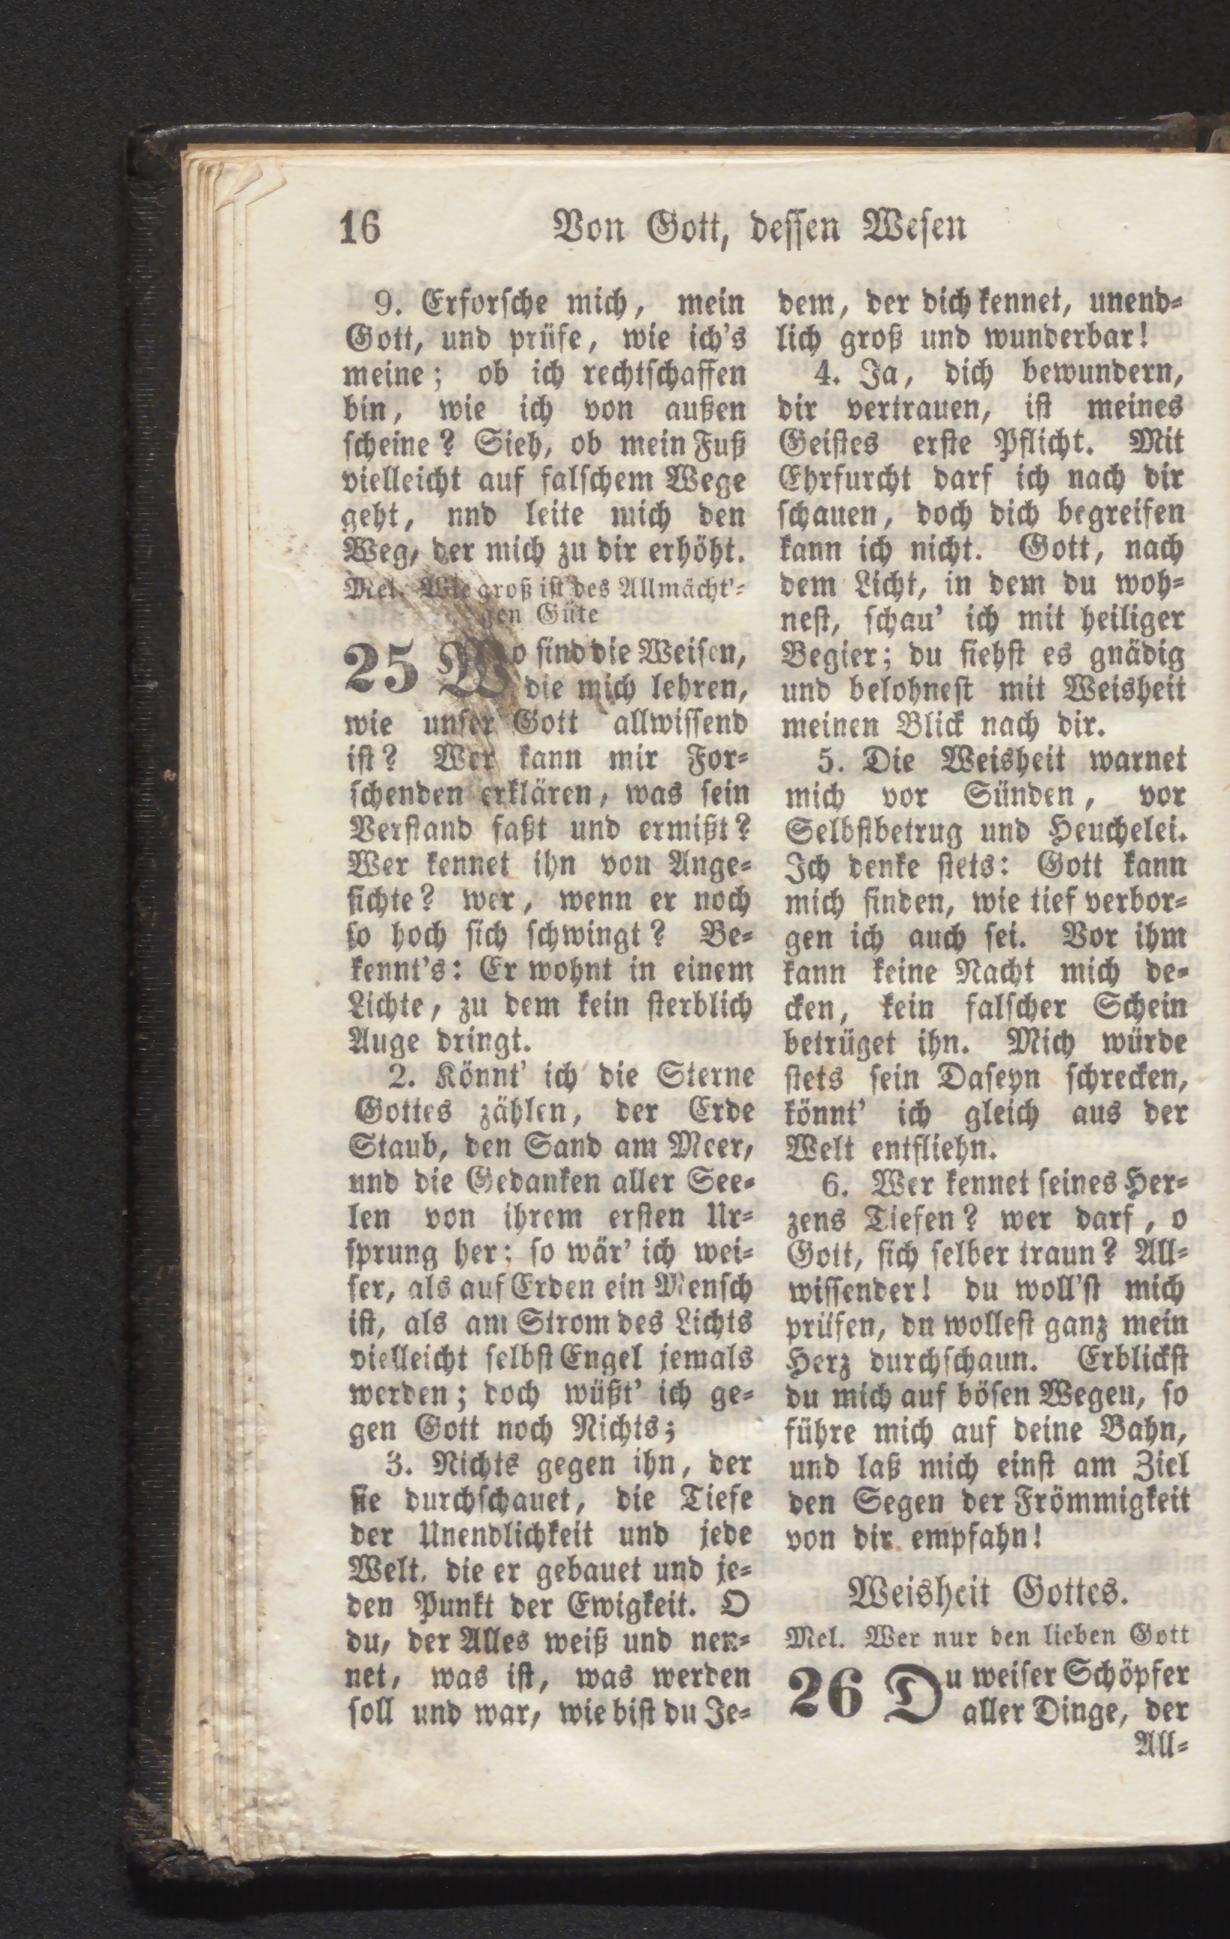 16 Von Gott, dessen Wesen
9. Erforsche mich, mein
Gott, und prüfe, wie ich's
meine; ob ich rechtschaffen
bin, wie ich von außen
scheine? Sieh, ob mein Fuß
vielleicht auf falschem Wege
geht, nnd leite mich den
Weg, der mich zu dir erhöht.
Mel. Wie groß ist des Allmächt'-
gen Güte
25 Wo sind die Weisen,
die mich lehren,
wie unser Gott allwissend
ist? Wer kann mir For-
schenden erklären, was sein
Verstand faßt und ermißt?
Wer kennet ihn von Ange-
sichte? wer, wenn er noch
so hoch sich schwingt? Be-
kennt's: Er wohnt in einem
Lichte, zu dem kein sterblich
Auge dringt.
2. Könnt' ich die Sterne
Gottes zählen, der Erde
Staub, den Sand am Meer,
und die Gedanken aller See-
len von ihrem ersten Ur-
sprung her; so wär' ich wei-
ser, als auf Erden ein Mensch
ist, als am Strom des Lichts
vielleicht selbst Engel jemals
werden; doch wüßt' ich ge-
gen Gott noch Nichts;
3. Nichts gegen ihn, der
sie durchschauet, die Tiefe
der Unendlichkeit und jede
Welt, die er gebauet und je-
den Punkt der Ewigkeit. O
du, der Alles weiß und nen-
net, was ist, was werden
soll und war, wie bist du Je-
dem, der dich kennet, unend-
lich groß und wunderbar!
4. Ja, dich bewundern,
dir vertrauen, ist meines
Geistes erste Pflicht. Mit
Ehrfurcht darf ich nach dir
schauen, doch dich begreifen
kann ich nicht. Gott, nach
dem Licht, in dem du woh-
nest, schau' ich mit heiliger
Begier; du siehst es gnädig
und belohnest mit Weisheit
meinen Blick nach dir.
5. Die Weisheit warnet
mich vor Sünden, vor
Selbstbetrug und Heuchelei.
Ich denke stets: Gott kann
mich finden, wie tief verbor-
gen ich auch sei. Vor ihm
kann keine Nacht mich de-
cken, kein falscher Schein
betrüget ihn. Mich würde
stets sein Daseyn schrecken,
könnt' ich gleich aus der
Welt entfliehn.
6. Wer kennet seines Her-
zens Tiefen? wer darf, o
Gott, sich selber traun? All-
wissender! du woll'st mich
prüfen, dn wollest ganz mein
Herz durchschaun. Erblickst
du mich auf bösen Wegen, so
führe mich auf deine Bahn,
und laß mich einst am Ziel
den Segen der Frömmigkeit
von dir empfahn!
Weisheit Gottes.
Mel. Wer nur den lieben Gott
26 Du weiser Schöpfer
aller Dinge, der
All-